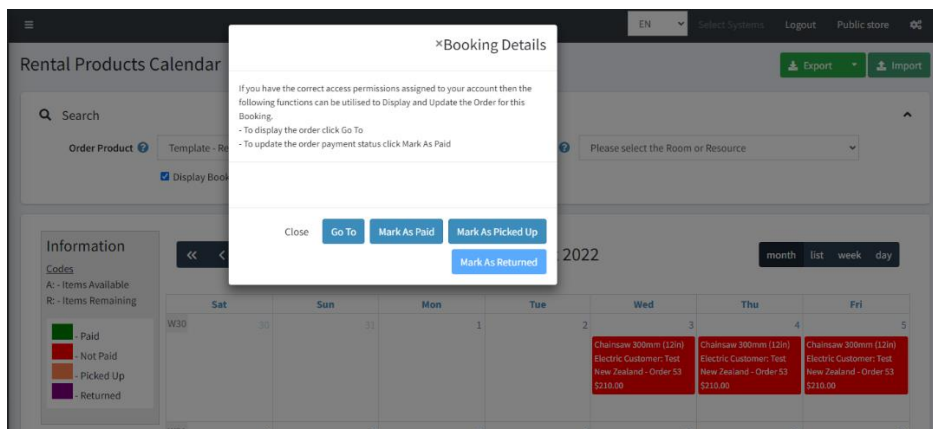 EN
Select Systems
Logout
Public store
Rental Products Calendar
Export
Import
Search
Order Product
Template - Re
Please select the Room or Resource
Display Book
×Booking Details
If you have the correct access permissions assigned to your account then the
following functions can be utilised to Display and Update the Order for this
Booking.
- To display the order click Go To
- To update the order payment status click Mark As Paid
Close
Go To
Mark As Paid
Mark As Picked Up
Mark As Returned
Information
Codes
A: - Items Available
R: - Items Remaining
- Paid
- Not Paid
- Picked Up
- Returned
«
<
2022
month
list
week
day
Sat
Sun
Mon
Tue
Wed
Thu
Fri
W30
30
31
1
2
3
4
5
Chainsaw 300mm (12in)
Electric Customer: Test
New Zealand - Order 53
$210.00
Chainsaw 300mm (12in)
Electric Customer: Test
New Zealand - Order 53
$210.00
Chainsaw 300mm (12in)
Electric Customer: Test
New Zealand - Order 53
$210.00